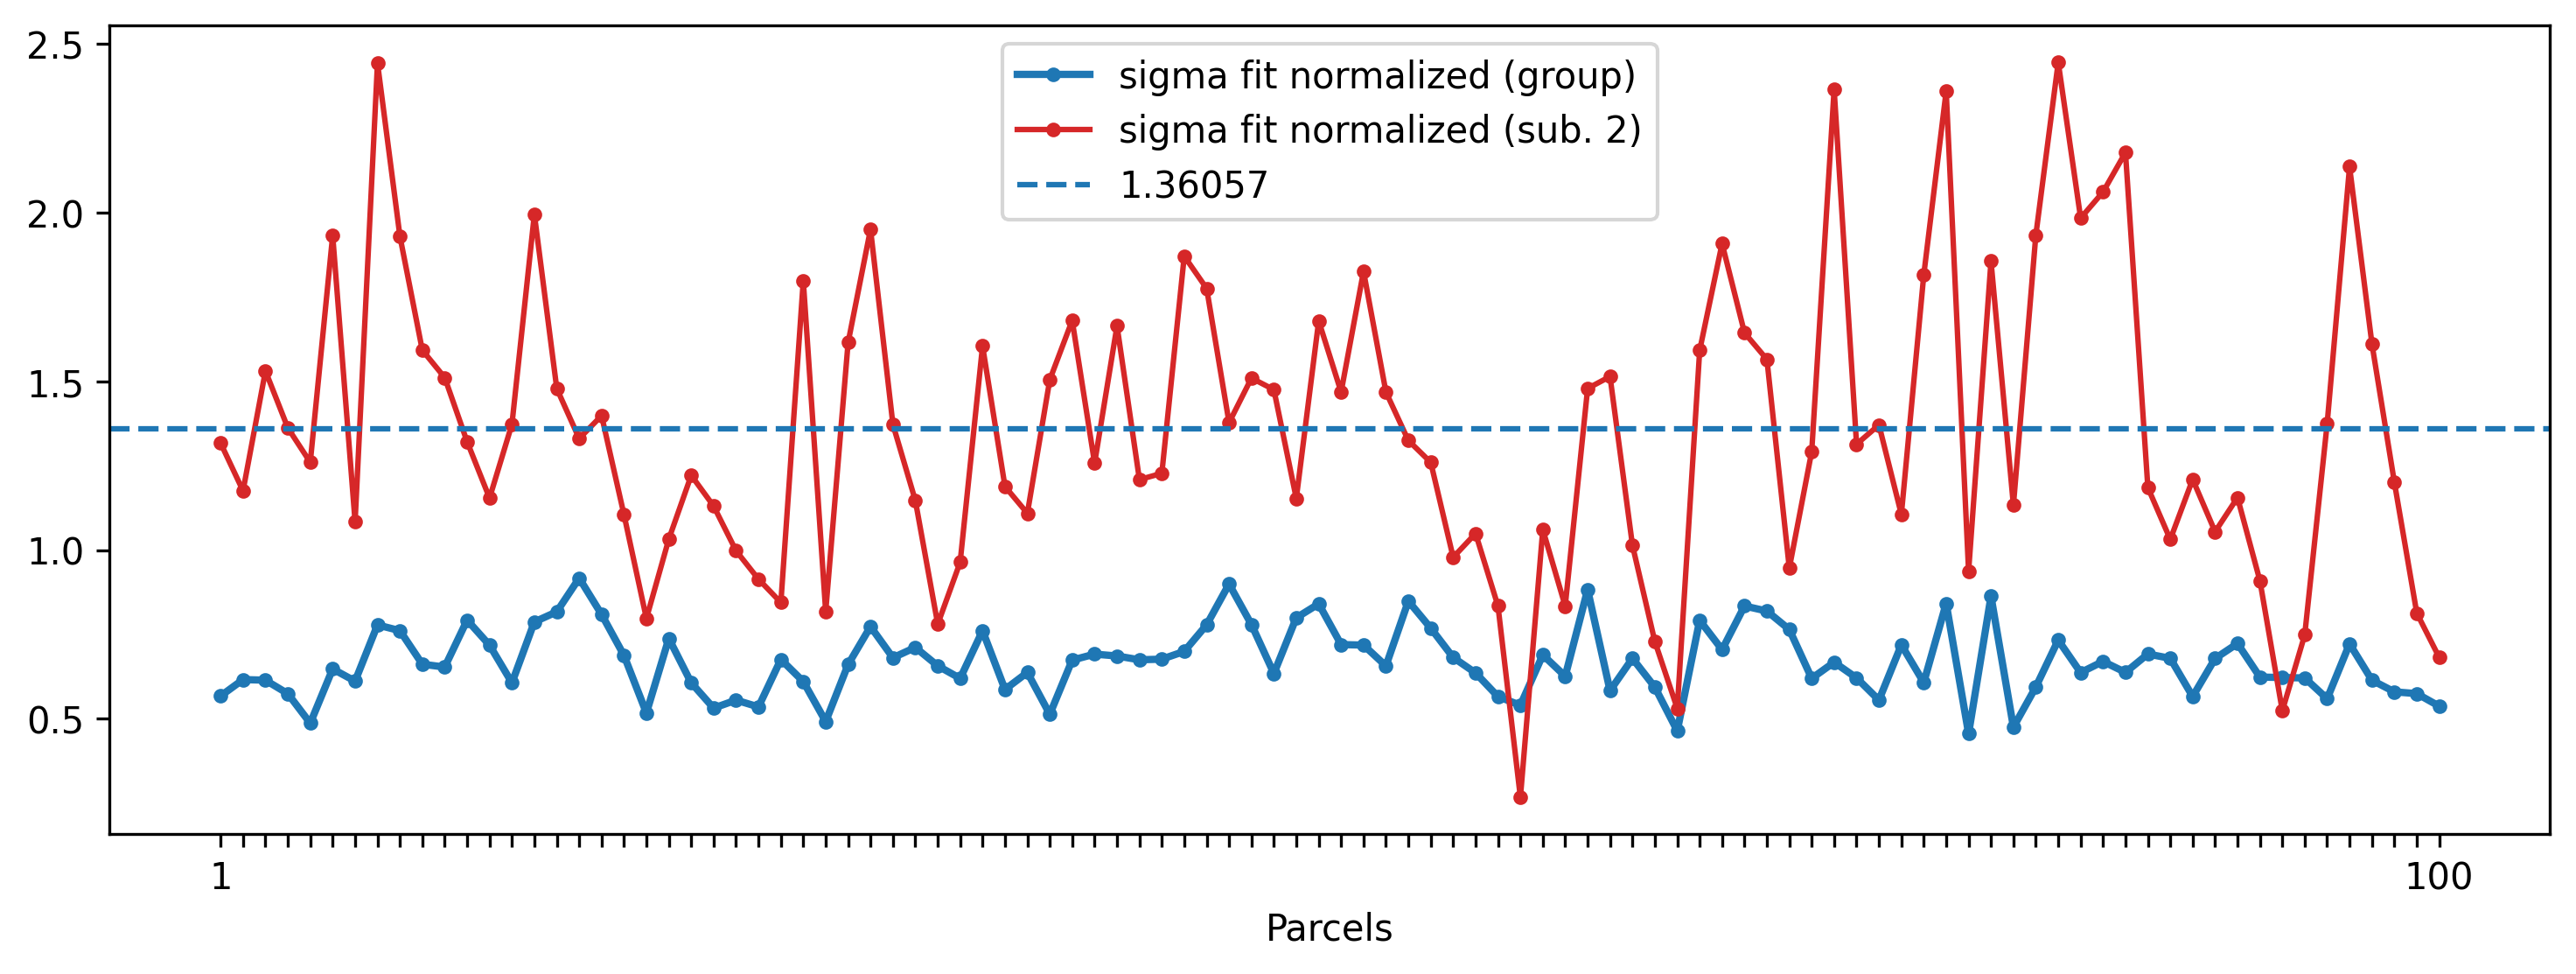 2.5
2.0
1.5
1.0
0.5
sigma fit normalized (group)
sigma fit normalized (sub. 2)
1.36057
1
100
Parcels